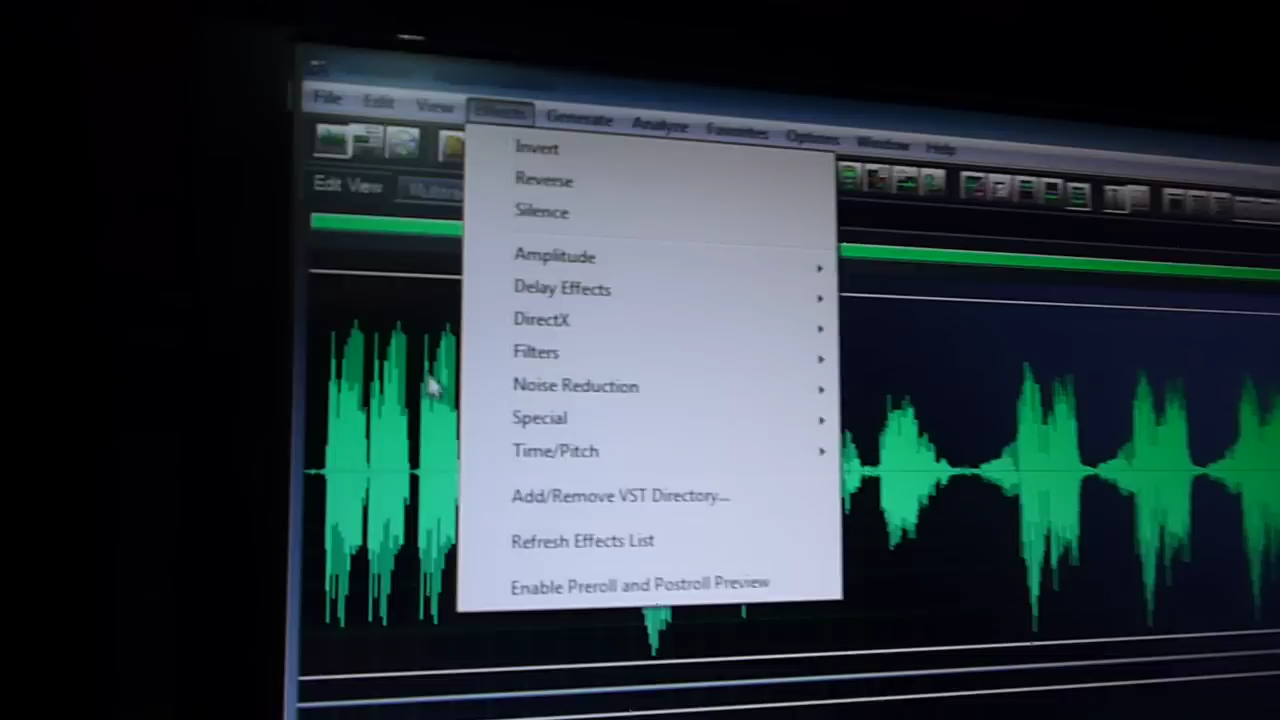 File Edit View Effects Generate Analyze Favorites Options Window Help
Edit View
Invert
Reverse
Silence
Amplitude
Delay Effects
DirectX
Filters
Noise Reduction
Special
Time/Pitch
Add/Remove VST Directory...
Refresh Effects List
Enable Preroll and Postroll Preview